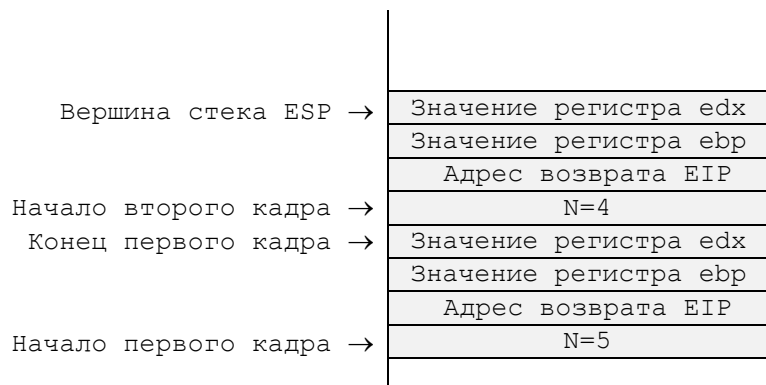 Вершина стека ESP → Значение регистра edx
Значение регистра ebp
Адрес возврата EIP
Начало второго кадра → N=4
Конец первого кадра → Значение регистра edx
Значение регистра ebp
Адрес возврата EIP
Начало первого кадра → N=5